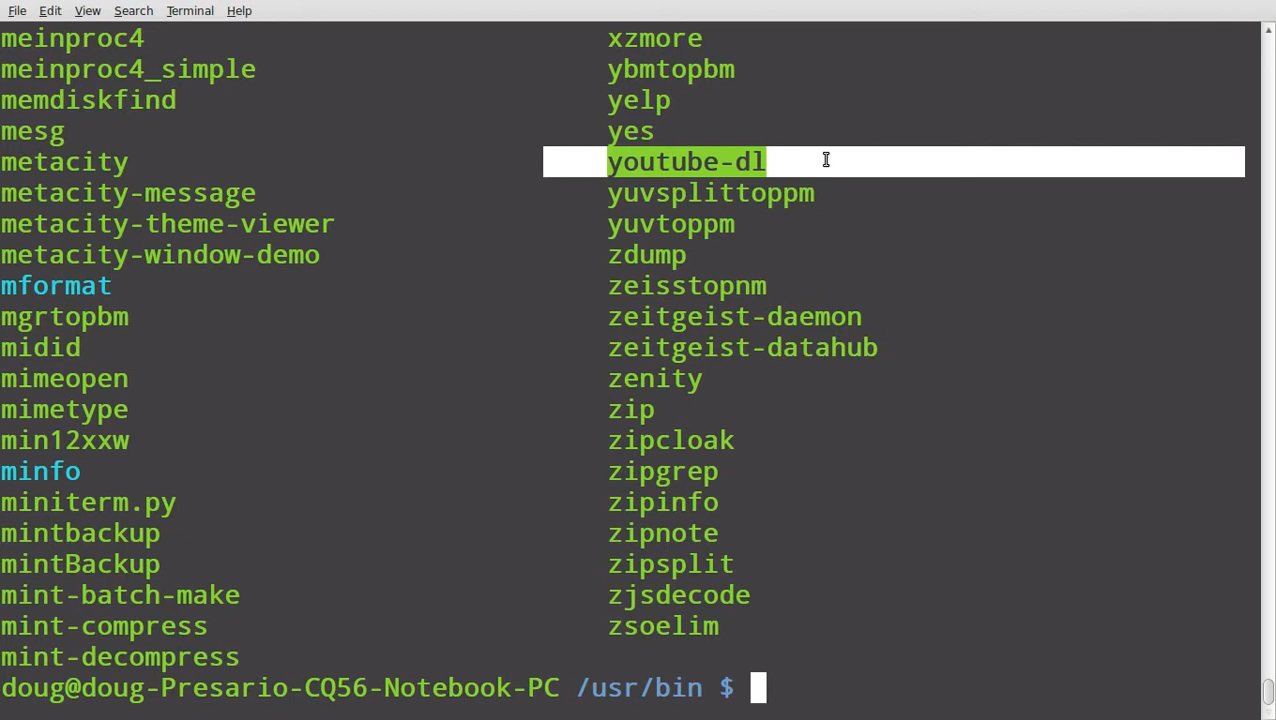 File Edit View Search Terminal Help
meinproc4 xzmore
meinproc4_simple ybmtopbm
memdiskfind yelp
mesg yes
metacity youtube-dl
metacity-message yuvsplittoppm
metacity-theme-viewer yuvtoppm
metacity-window-demo zdump
mformat zeisstopnm
mgrtopbm zeitgeist-daemon
midid zeitgeist-datahub
mimeopen zenity
mimetype zip
min12xxw zipcloak
minfo zipgrep
miniterm.py zipinfo
mintbackup zipnote
mintBackup zipsplit
mint-batch-make zjsdecode
mint-compress zsoelim
mint-decompress
doug@doug-Presario-CQ56-Notebook-PC /usr/bin $